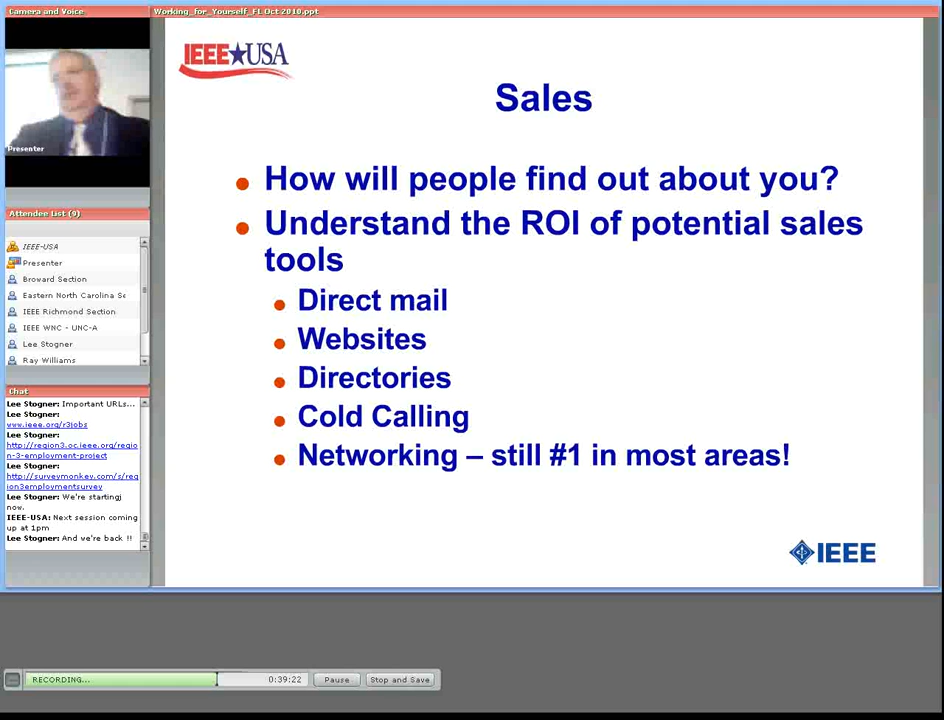 Camera and Voice
Working_for_Yourself_FL Oct 2010.ppt
Presenter
Attendee List (9)
IEEE-USA
Presenter
Broward Section
Eastern North Carolina Se
IEEE Richmond Section
IEEE WNC - UNC-A
Lee Stogner
Ray Williams
Chat
Lee Stogner: Important URLs...
Lee Stogner:
www.ieee.org/r3jobs
Lee Stogner:
http://region3.oc.ieee.org/regio
n-3-employment-project
Lee Stogner:
http://surveymonkey.com/s/reg
ion3employmentsurvey
Lee Stogner: We're startingj
now.
IEEE-USA: Next session coming
up at 1pm
Lee Stogner: And we're back !!
IEEE USA
Sales
How will people find out about you?
Understand the ROI of potential sales
tools
Direct mail
Websites
Directories
Cold Calling
Networking – still #1 in most areas!
IEEE
RECORDING...
0:39:22
Pause
Stop and Save